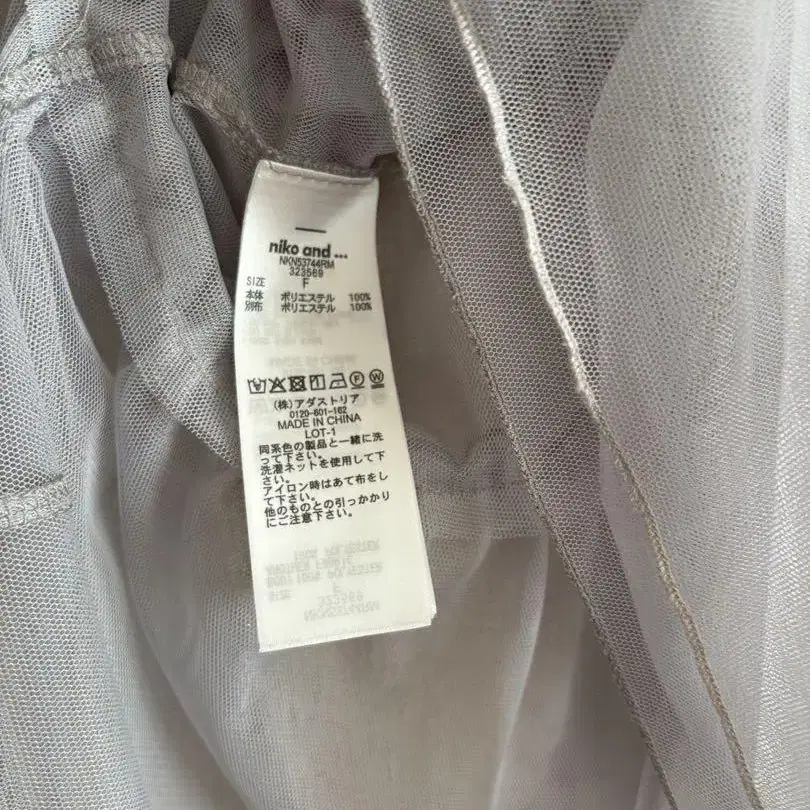 niko and ...
NKN53744RM
323569
SIZE F
本体 ポリエステル 100%
別布 ポリエステル 100%
(株)アダストリア
0120-601-162
MADE IN CHINA
LOT-1
同系色の製品と一緒に洗
って下さい。
洗濯ネットを使用して下
さい。
アイロン時はあて布をし
て下さい。
他のものとの引っかかり
にご注意下さい。